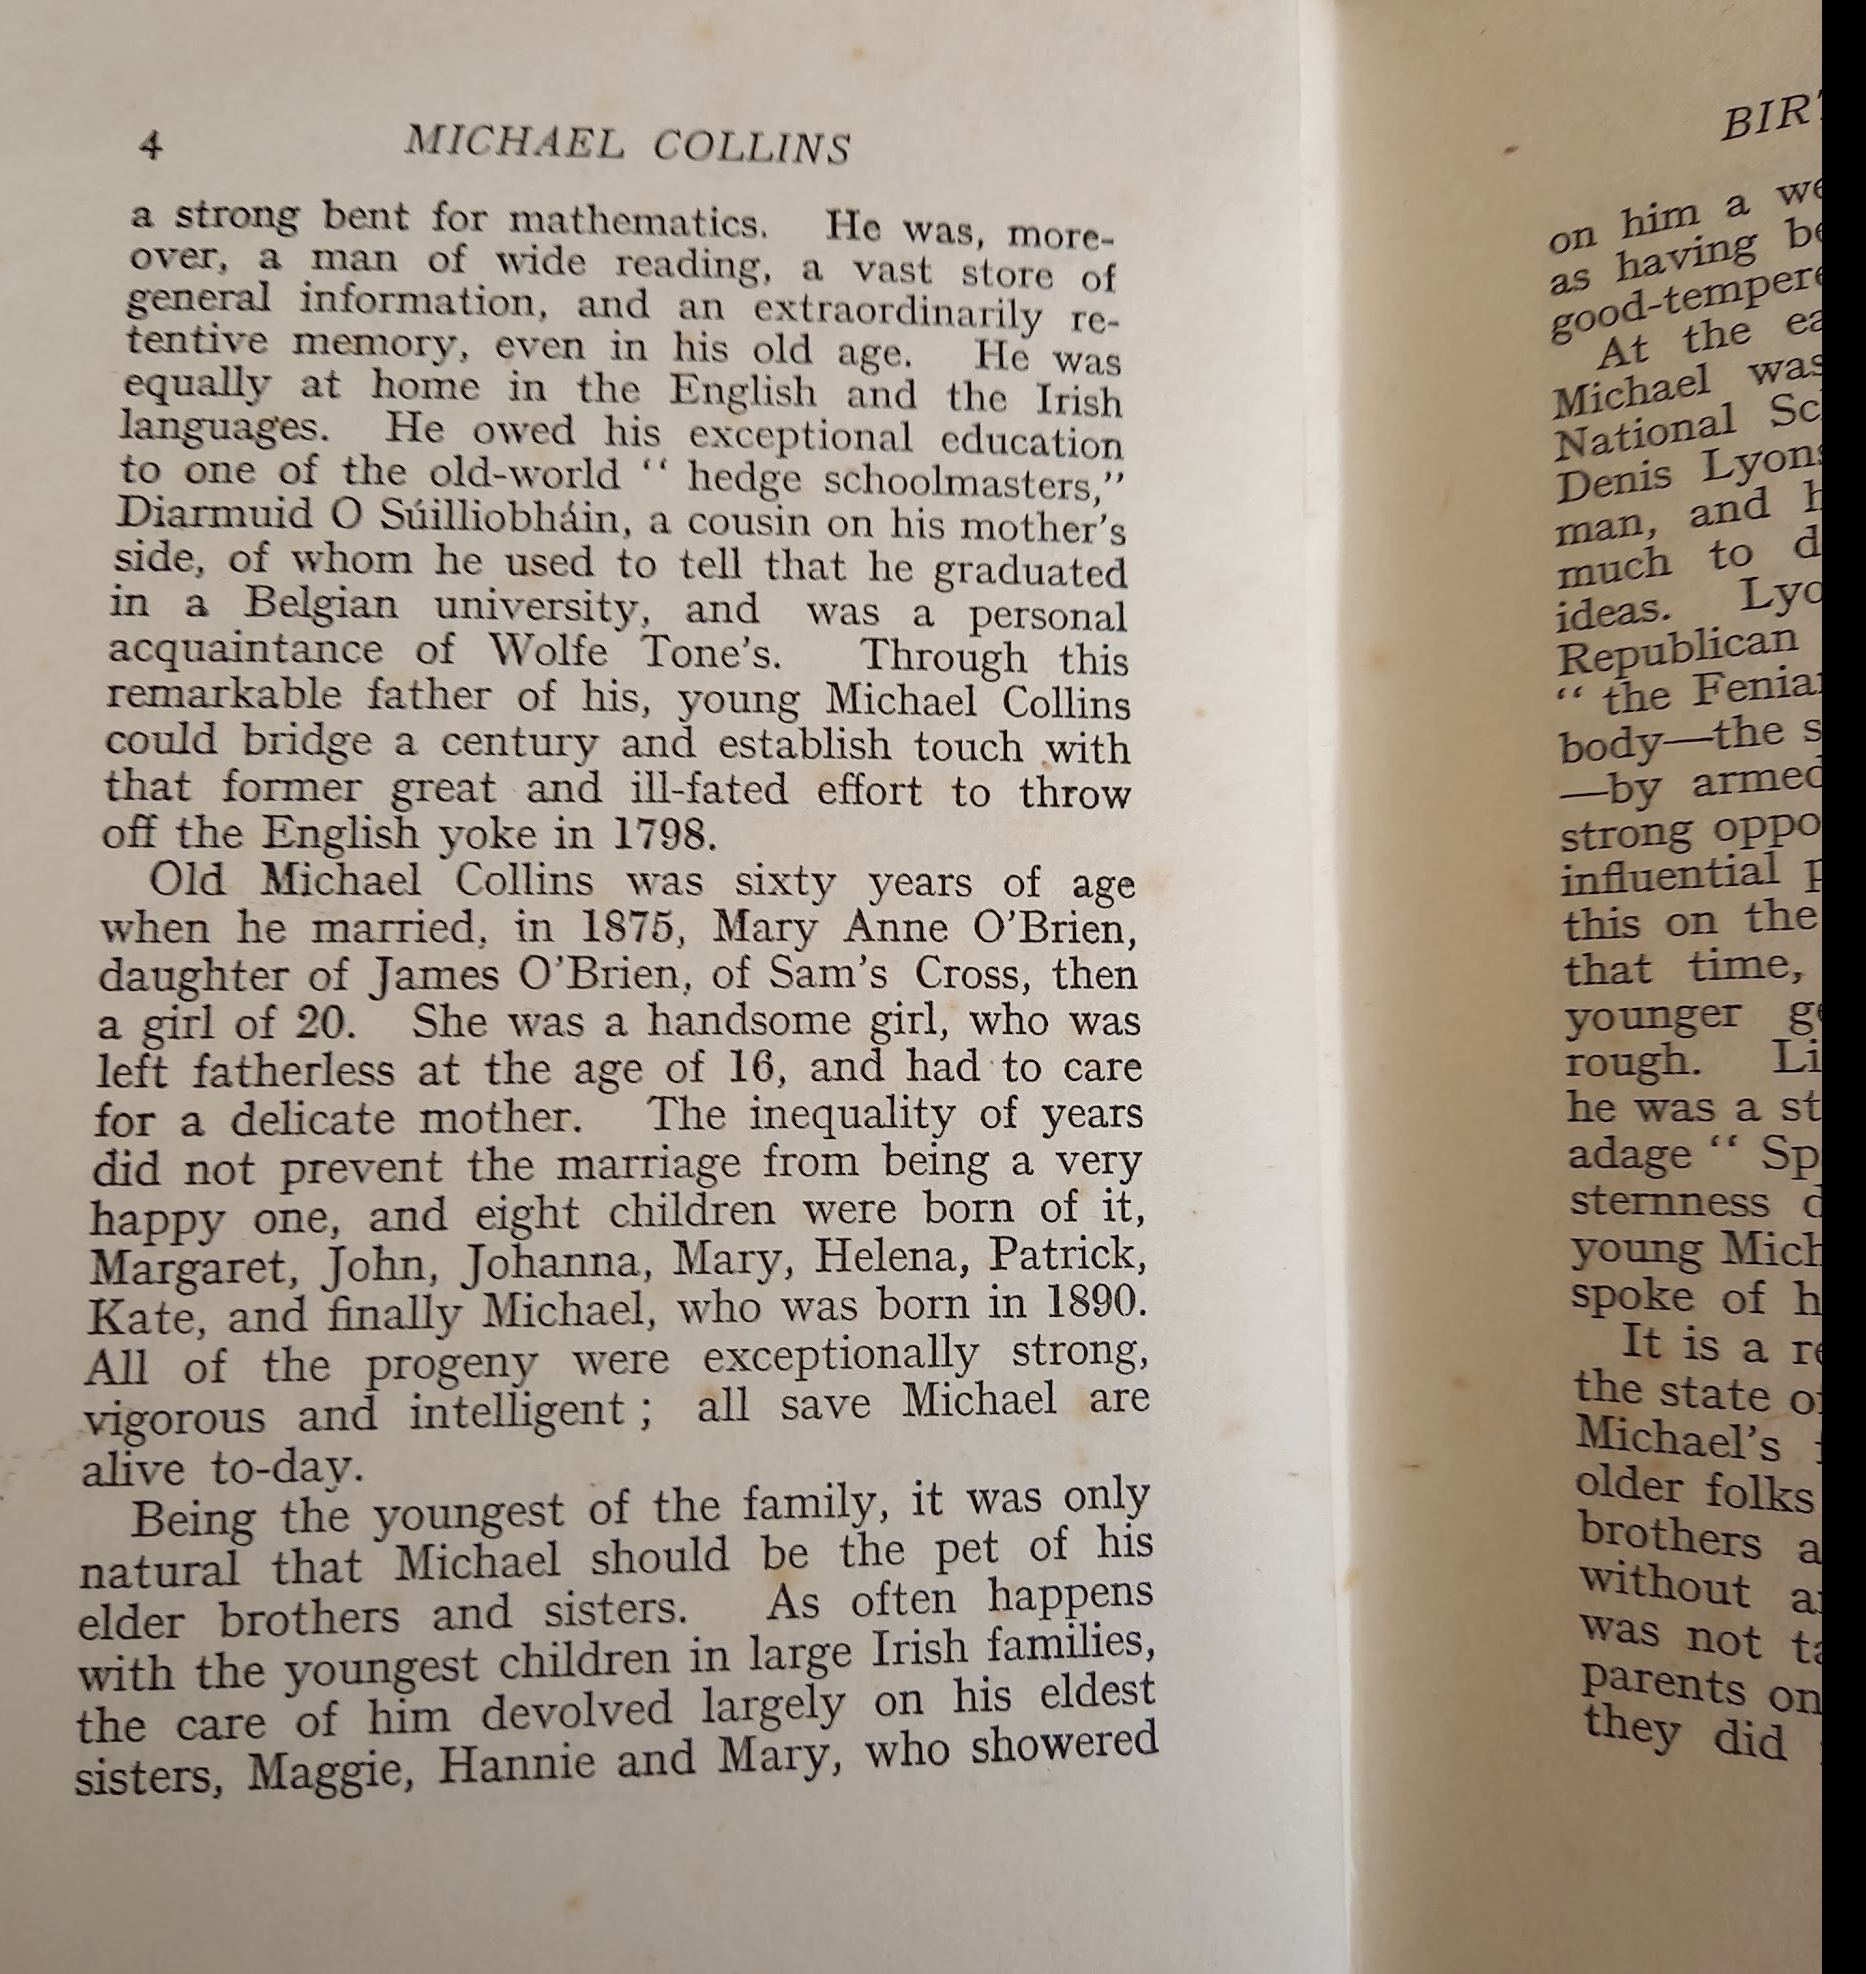 4 MICHAEL COLLINS
a strong bent for mathematics. He was, more-
over, a man of wide reading, a vast store of
general information, and an extraordinarily re-
tentive memory, even in his old age. He was
equally at home in the English and the Irish
languages. He owed his exceptional education
to one of the old-world “ hedge schoolmasters,”
Diarmuid O Súilliobháin, a cousin on his mother’s
side, of whom he used to tell that he graduated
in a Belgian university, and was a personal
acquaintance of Wolfe Tone’s. Through this
remarkable father of his, young Michael Collins
could bridge a century and establish touch with
that former great and ill-fated effort to throw
off the English yoke in 1798.
Old Michael Collins was sixty years of age
when he married, in 1875, Mary Anne O’Brien,
daughter of James O’Brien, of Sam’s Cross, then
a girl of 20. She was a handsome girl, who was
left fatherless at the age of 16, and had to care
for a delicate mother. The inequality of years
did not prevent the marriage from being a very
happy one, and eight children were born of it,
Margaret, John, Johanna, Mary, Helena, Patrick,
Kate, and finally Michael, who was born in 1890.
All of the progeny were exceptionally strong,
vigorous and intelligent ; all save Michael are
alive to-day.
Being the youngest of the family, it was only
natural that Michael should be the pet of his
elder brothers and sisters. As often happens
with the youngest children in large Irish families,
the care of him devolved largely on his eldest
sisters, Maggie, Hannie and Mary, who showered
on him a
as having
At the
Michael was
National
Denis
man, and
much to
ideas.
Republican
“ the
body—the
—by armed
strong
influential
this on the
that time,
younger
rough.
he was a
adage “
sternness
young
spoke of
It is a
the state
Michael’s
older folks
brothers
without
was not
parents on
they did